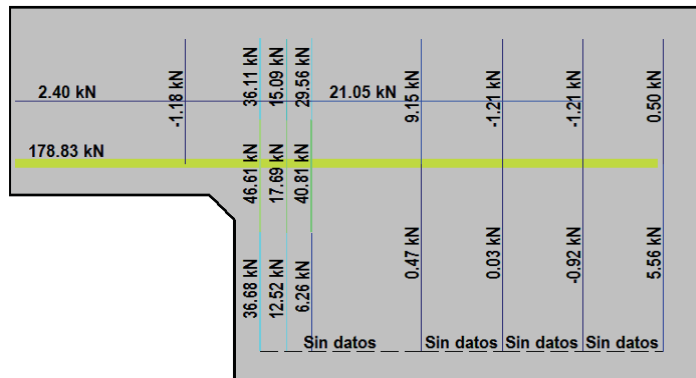 2.40 kN
-1.18 kN
36.11 kN
15.09 kN
29.56 kN
21.05 kN
9.15 kN
-1.21 kN
-1.21 kN
0.50 kN
178.83 kN
46.61 kN
17.69 kN
40.81 kN
36.68 kN
12.52 kN
6.26 kN
0.47 kN
0.03 kN
-0.92 kN
5.56 kN
Sin datos
Sin datos
Sin datos
Sin datos